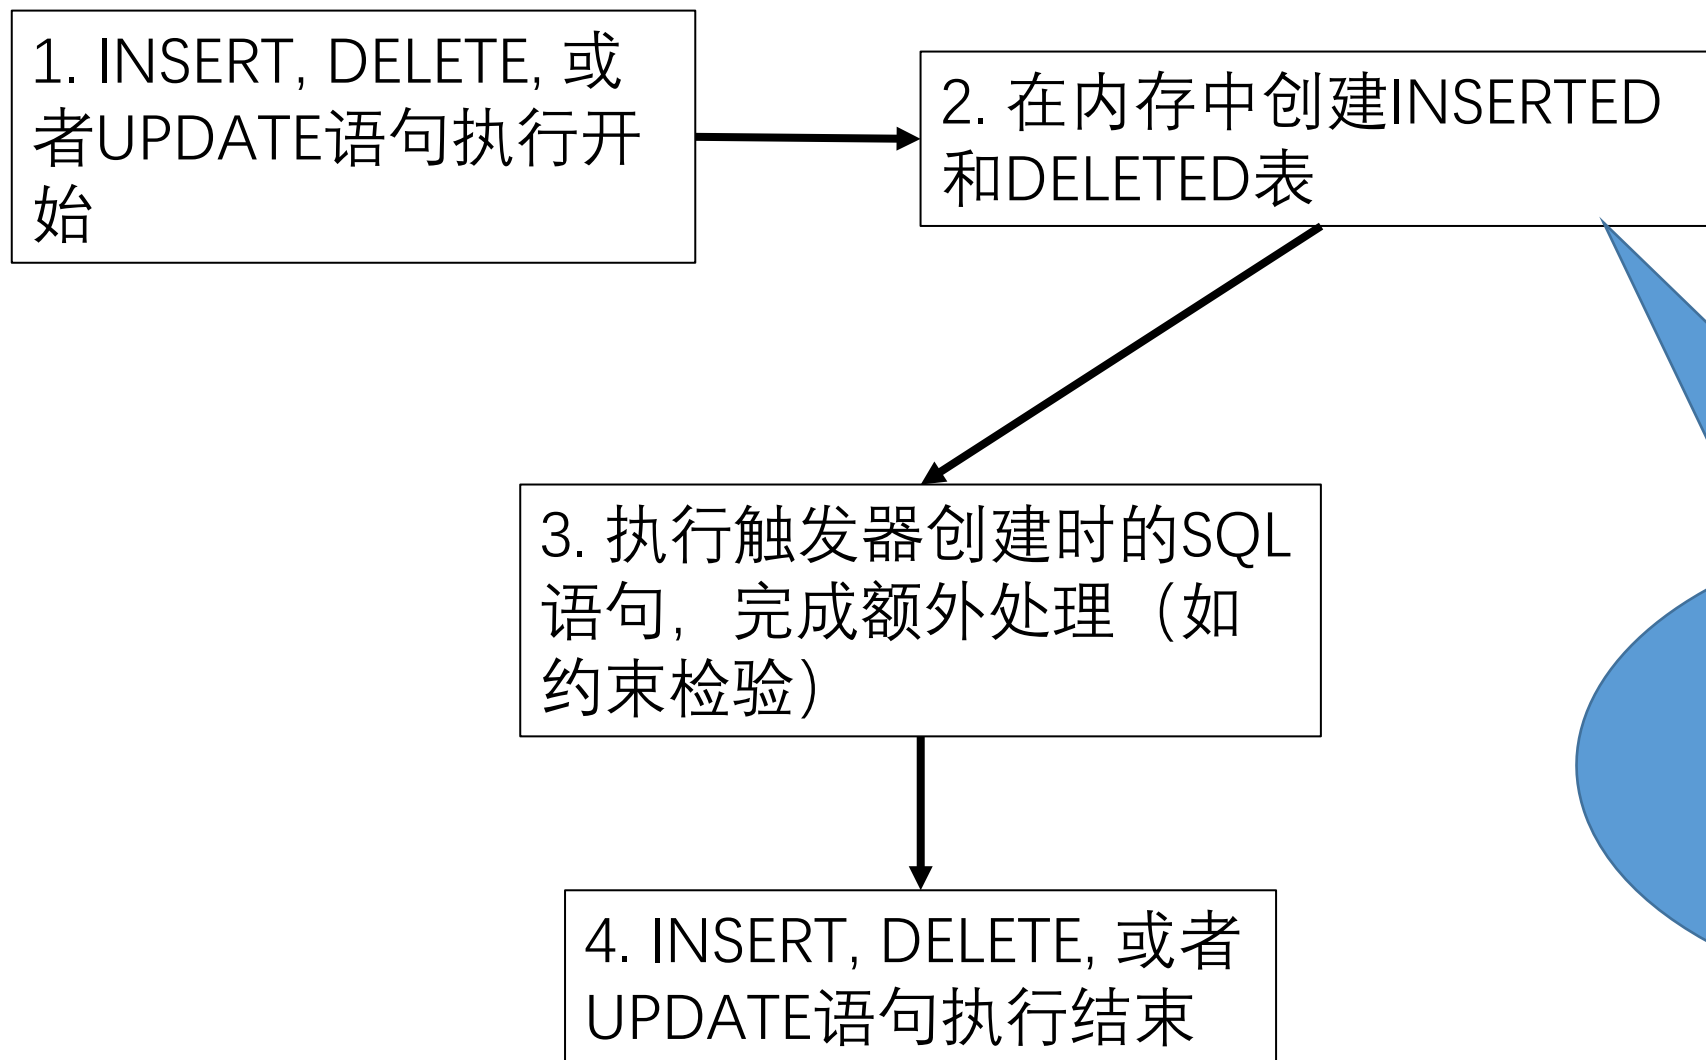 1. INSERT, DELETE, 或
者UPDATE语句执行开
始
2. 在内存中创建INSERTED
和DELETED表
3. 执行触发器创建时的SQL
语句，完成额外处理（如
约束检验）
4. INSERT, DELETE, 或者
UPDATE语句执行结束